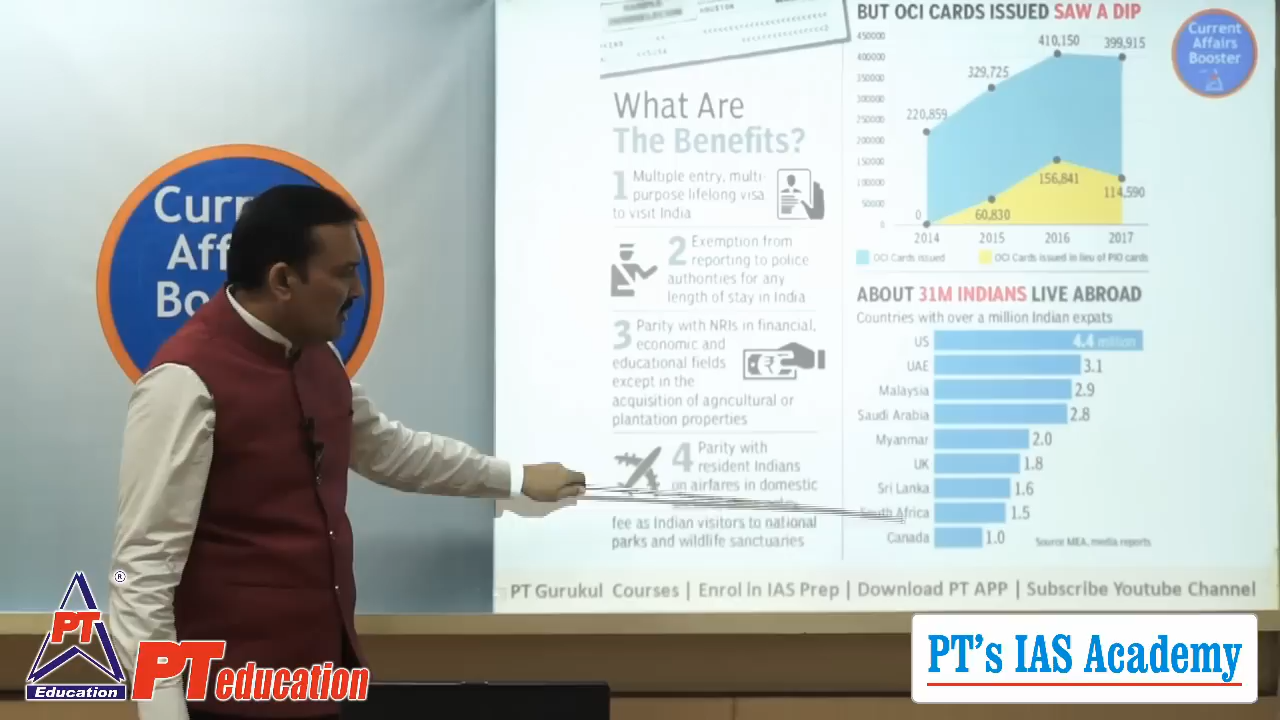 HOUSTON
What Are
The Benefits?
1 Multiple entry, multi-
purpose lifelong visa
to visit India
2 Exemption from
reporting to police
authorities for any
length of stay in India
3 Parity with NRIs in financial,
economic and
educational fields
except in the
acquisition of agricultural or
plantation properties
4 Parity with
resident Indians
on airfares in domestic
fee as Indian visitors to national
parks and wildlife sanctuaries
BUT OCI CARDS ISSUED SAW A DIP
450000
400000
350000
300000
250000
200000
150000
100000
50000
0
220,859
329,725
410,150
399,915
0
60,830
156,841
114,590
2014 2015 2016 2017
OCI Cards issued
OCI Cards issued in lieu of PIO cards
ABOUT 31M INDIANS LIVE ABROAD
Countries with over a million Indian expats
US 4.4 million
UAE 3.1
Malaysia 2.9
Saudi Arabia 2.8
Myanmar 2.0
UK 1.8
Sri Lanka 1.6
South Africa 1.5
Canada 1.0
Source MEA, media reports
Current
Affairs
Booster
Curr
Aff
Bo
PT Gurukul Courses | Enrol in IAS Prep | Download PT APP | Subscribe Youtube Channel
PT
Education
®
PT education
PT's IAS Academy